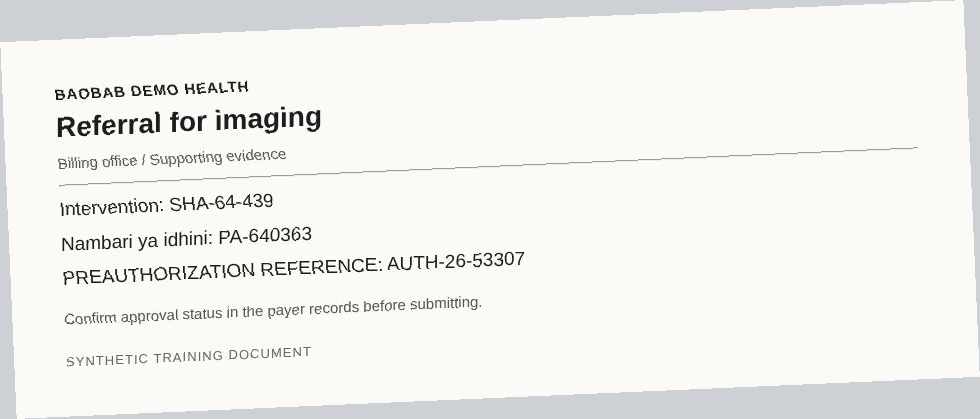 BAOBAB DEMO HEALTH
Referral for imaging
Billing office / Supporting evidence
Intervention: SHA-64-439
Nambari ya idhini: PA-640363
PREAUTHORIZATION REFERENCE: AUTH-26-53307
Confirm approval status in the payer records before submitting.
SYNTHETIC TRAINING DOCUMENT